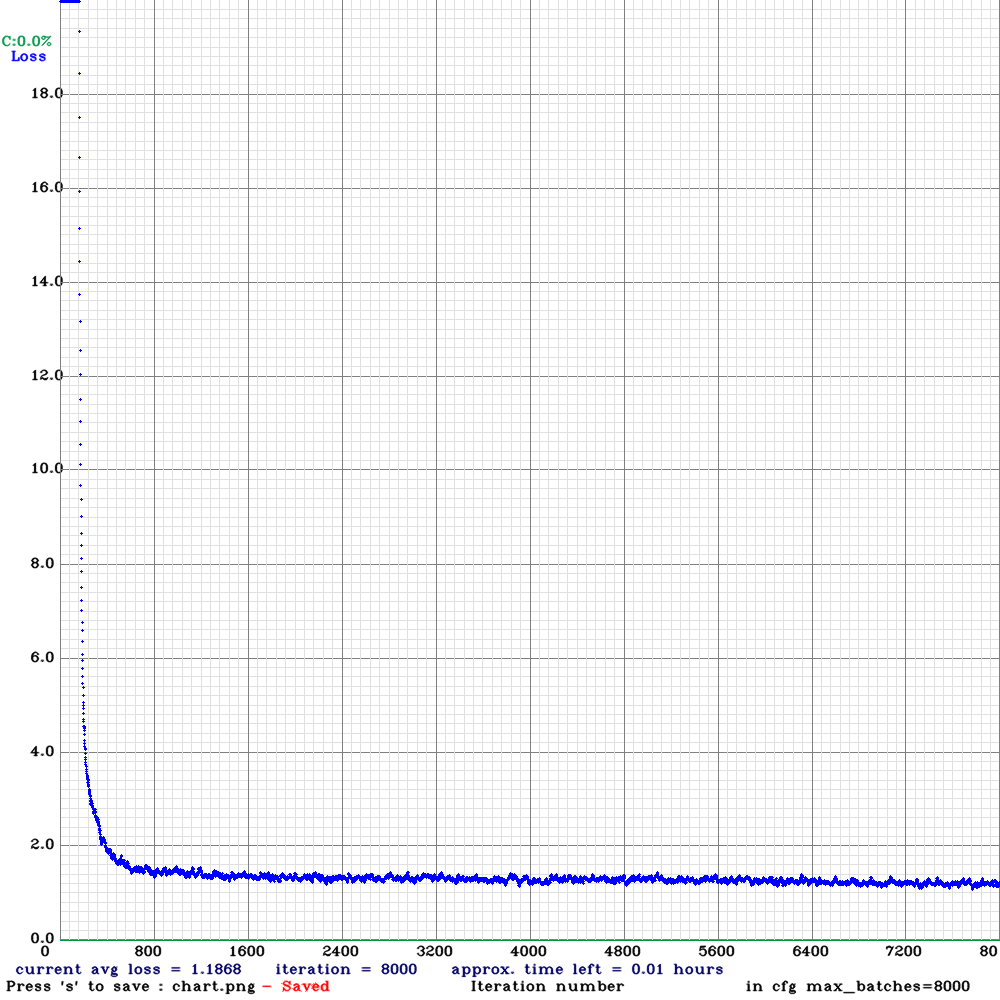 C:0.0%
Loss
18.0
16.0
14.0
12.0
10.0
8.0
6.0
4.0
2.0
0.0
0 800 1600 2400 3200 4000 4800 5600 6400 7200 80
current avg loss = 1.1868 iteration = 8000 approx. time left = 0.01 hours
Press 's' to save : chart.png - Saved Iteration number in cfg max_batches=8000